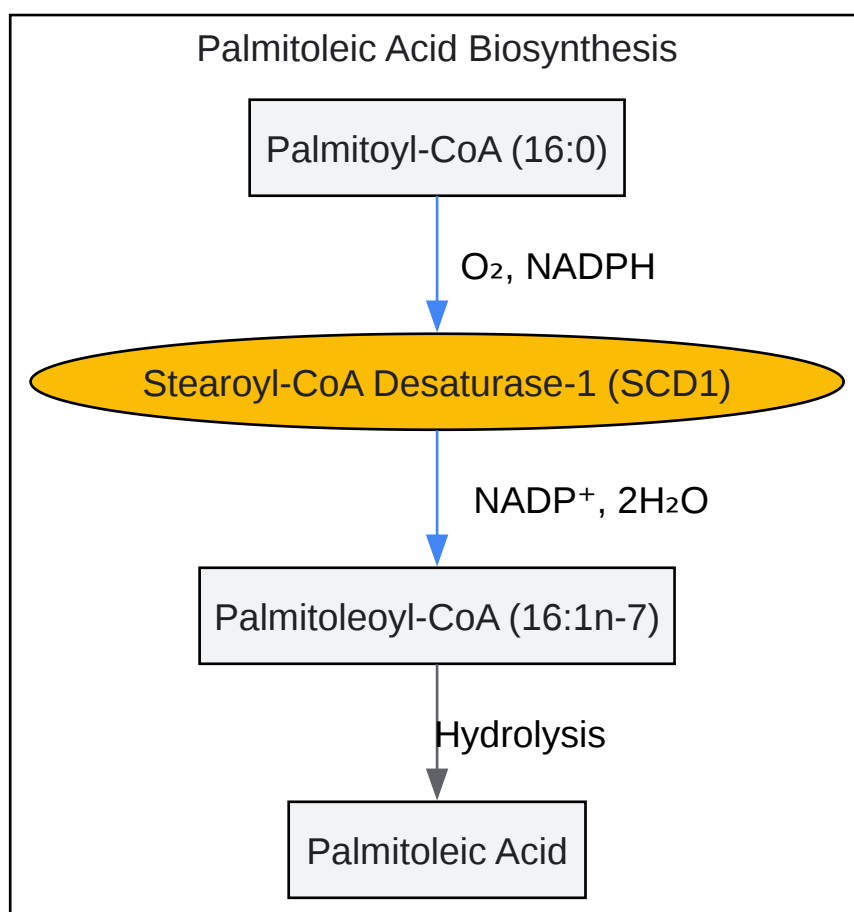 Palmitoleic Acid Biosynthesis
Palmitoyl-CoA (16:0)
O₂, NADPH
Stearoyl-CoA Desaturase-1 (SCD1)
NADP⁺, 2H₂O
Palmitoleoyl-CoA (16:1n-7)
Hydrolysis
Palmitoleic Acid